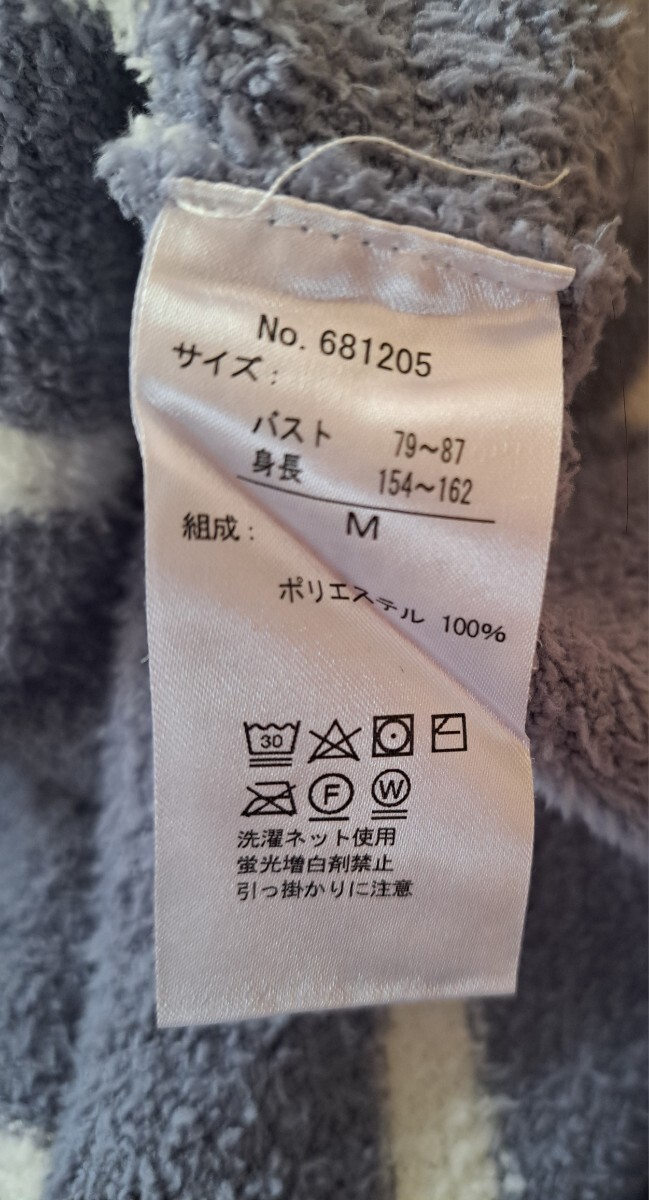 No. 681205
サイズ:
バスト 79~87
身長 154~162
M
組成:
ポリエステル 100%
30
F W
洗濯ネット使用
蛍光増白剤禁止
引っ掛かりに注意